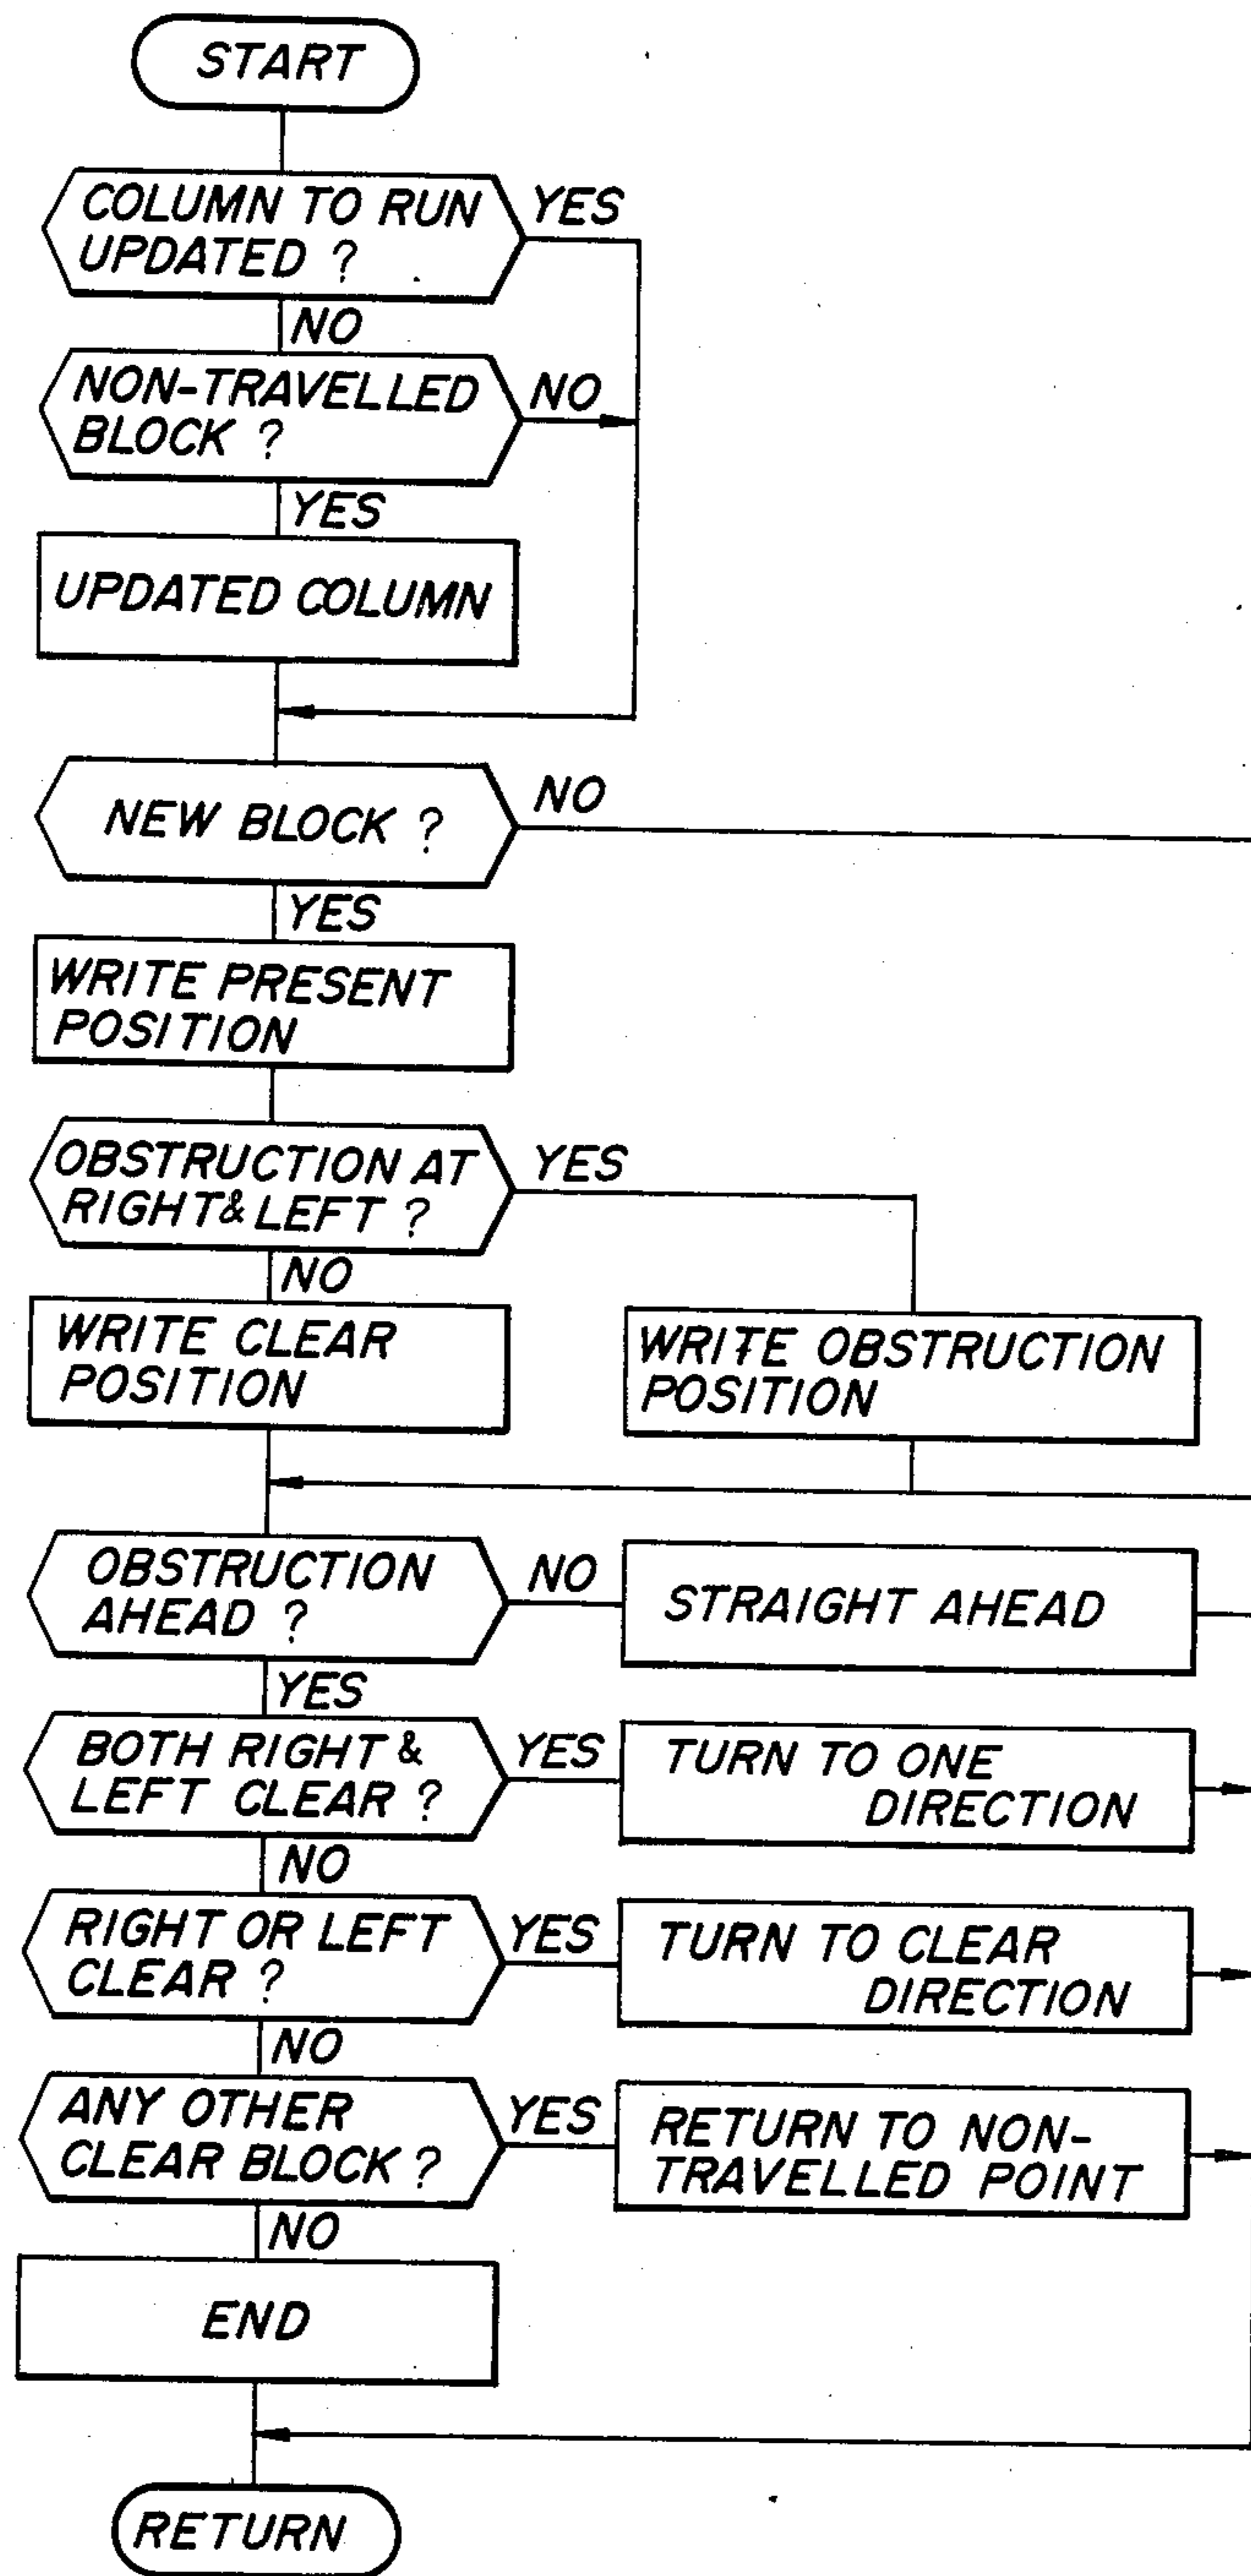 START
COLUMN TO RUN
UPDATED ?
YES
NO
NON-TRAVELLED
BLOCK ?
NO
YES
UPDATED COLUMN
NEW BLOCK ?
NO
YES
WRITE PRESENT
POSITION
OBSTRUCTION AT
RIGHT & LEFT ?
YES
NO
WRITE CLEAR
POSITION
WRITE OBSTRUCTION
POSITION
OBSTRUCTION
AHEAD ?
NO
STRAIGHT AHEAD
YES
BOTH RIGHT &
LEFT CLEAR ?
YES
TURN TO ONE
DIRECTION
NO
RIGHT OR LEFT
CLEAR ?
YES
TURN TO CLEAR
DIRECTION
NO
ANY OTHER
CLEAR BLOCK ?
YES
RETURN TO NON-
TRAVELLED POINT
NO
END
RETURN